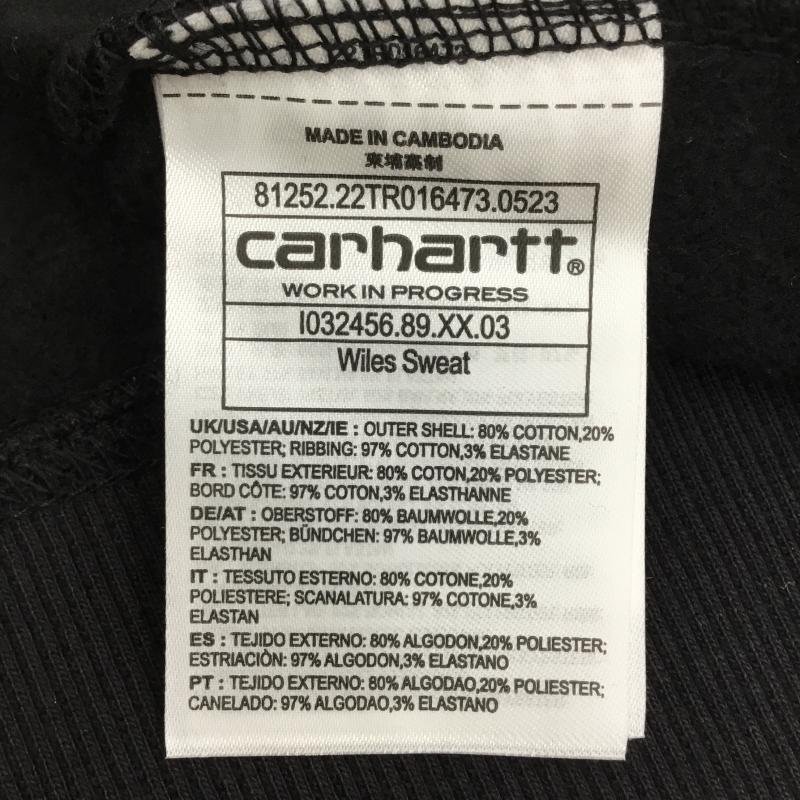 MADE IN CAMBODIA
柬埔寨制
81252.22TR016473.0523
carhartt®
WORK IN PROGRESS
I032456.89.XX.03
Wiles Sweat
UK/USA/AU/NZ/IE : OUTER SHELL: 80% COTTON,20%
POLYESTER; RIBBING: 97% COTTON,3% ELASTANE
FR : TISSU EXTERIEUR: 80% COTON,20% POLYESTER;
BORD CÔTE: 97% COTON,3% ELASTHANNE
DE/AT : OBERSTOFF: 80% BAUMWOLLE,20%
POLYESTER; BÜNDCHEN: 97% BAUMWOLLE,3%
ELASTHAN
IT : TESSUTO ESTERNO: 80% COTONE,20%
POLIESTERE; SCANALATURA: 97% COTONE,3%
ELASTAN
ES : TEJIDO EXTERNO: 80% ALGODON,20% POLIESTER;
ESTRIACIÒN: 97% ALGODON,3% ELASTANO
PT : TEJIDO EXTERNO: 80% ALGODAO,20% POLIESTER;
CANELADO: 97% ALGODAO,3% ELASTANO